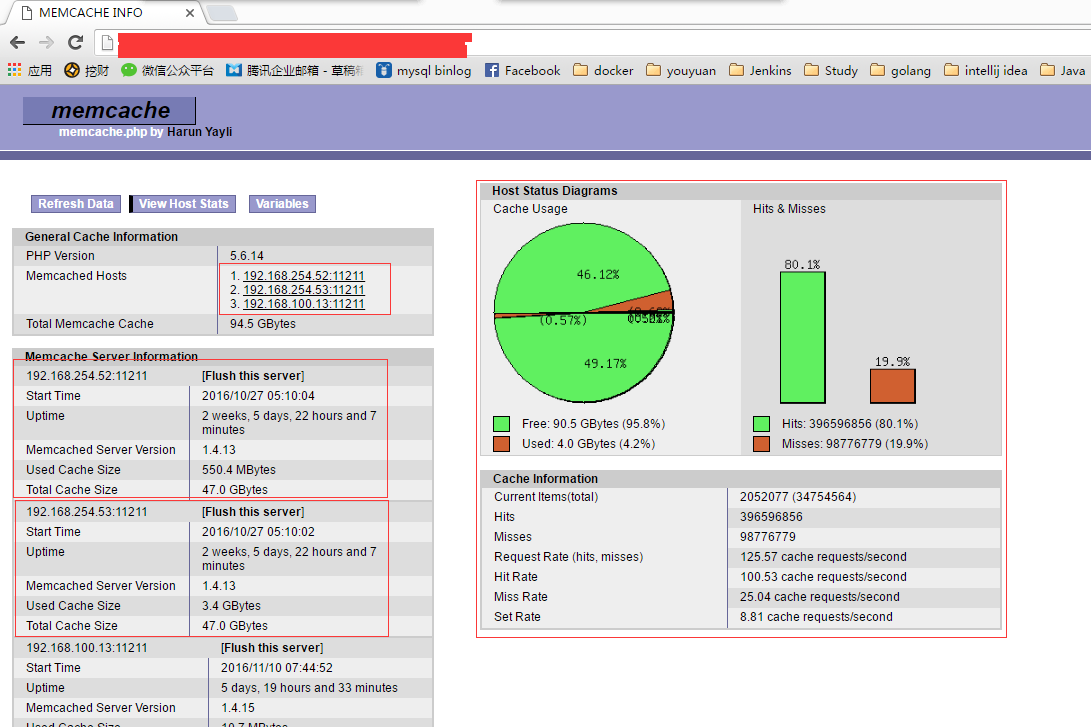 MEMCACHE INFO
应用 挖财 微信公众平台 腾讯企业邮箱 - 草稿 mysql binlog Facebook docker youyuan Jenkins Study golang intellij idea Java
memcache
memcache.php by Harun Yayli
Refresh Data View Host Stats Variables
General Cache Information
PHP Version 5.6.14
Memcached Hosts 1. 192.168.254.52:11211
2. 192.168.254.53:11211
3. 192.168.100.13:11211
Total Memcache Cache 94.5 GBytes
Memcache Server Information
192.168.254.52:11211 [Flush this server]
Start Time 2016/10/27 05:10:04
Uptime 2 weeks, 5 days, 22 hours and 7
minutes
Memcached Server Version 1.4.13
Used Cache Size 550.4 MBytes
Total Cache Size 47.0 GBytes
192.168.254.53:11211 [Flush this server]
Start Time 2016/10/27 05:10:02
Uptime 2 weeks, 5 days, 22 hours and 7
minutes
Memcached Server Version 1.4.13
Used Cache Size 3.4 GBytes
Total Cache Size 47.0 GBytes
192.168.100.13:11211 [Flush this server]
Start Time 2016/11/10 07:44:52
Uptime 5 days, 19 hours and 33 minutes
Memcached Server Version 1.4.15
Used Cache Size 10.7 MBytes
Host Status Diagrams
Cache Usage
46.12%
(0.57%)
49.17%
Free: 90.5 GBytes (95.8%)
Used: 4.0 GBytes (4.2%)
Hits & Misses
80.1%
19.9%
Hits: 396596856 (80.1%)
Misses: 98776779 (19.9%)
Cache Information
Current Items(total) 2052077 (34754564)
Hits 396596856
Misses 98776779
Request Rate (hits, misses) 125.57 cache requests/second
Hit Rate 100.53 cache requests/second
Miss Rate 25.04 cache requests/second
Set Rate 8.81 cache requests/second